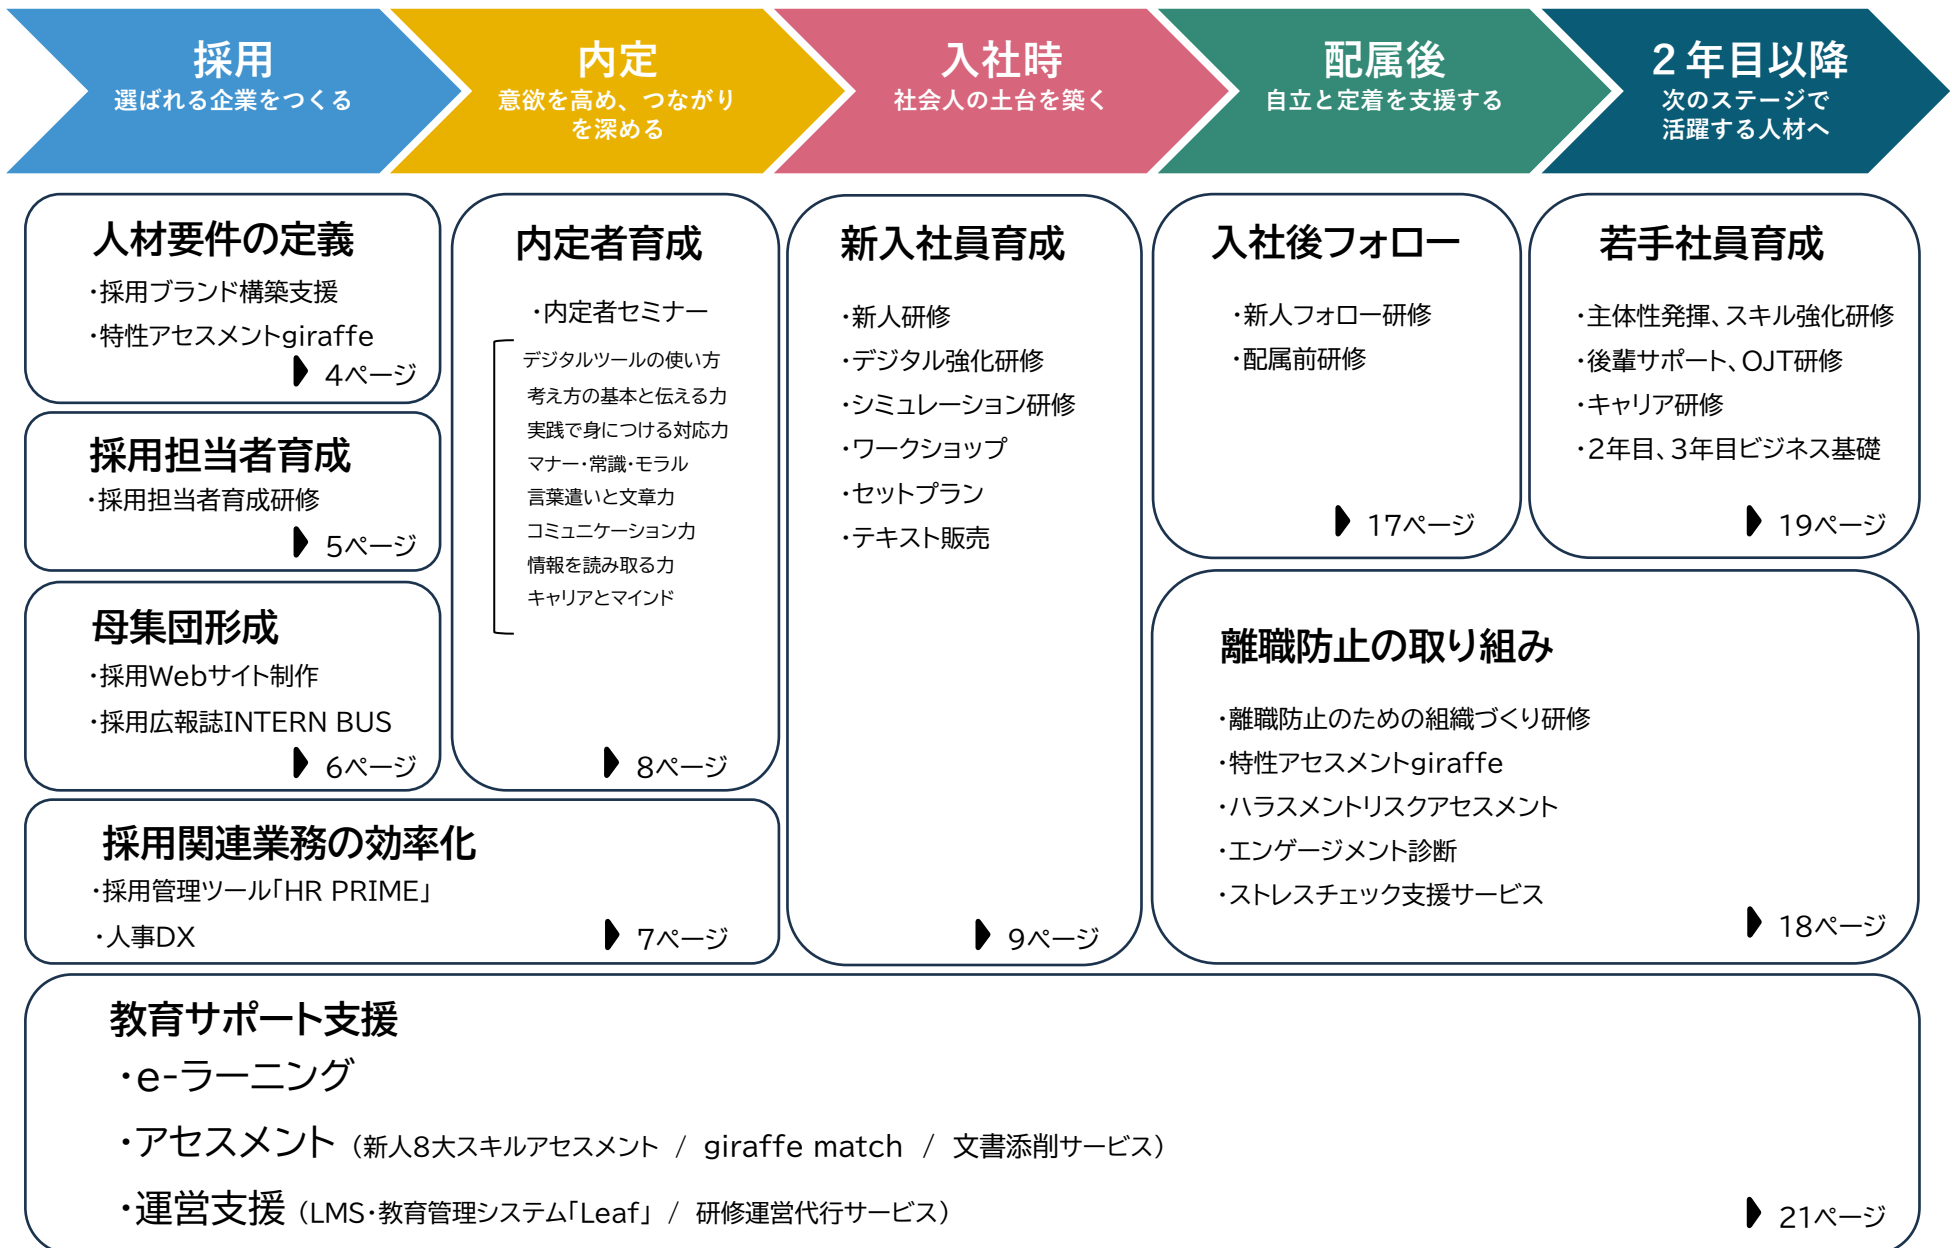 採用
選ばれる企業をつくる
内定
意欲を高め、つながり
を深める
入社時
社会人の土台を築く
配属後
自立と定着を支援する
2年目以降
次のステージで
活躍する人材へ
人材要件の定義
・採用ブランド構築支援
・特性アセスメントgiraffe
4ページ
採用担当者育成
・採用担当者育成研修
5ページ
母集団形成
・採用Webサイト制作
・採用広報誌INTERN BUS
6ページ
内定者育成
・内定者セミナー
デジタルツールの使い方
考え方の基本と伝える力
実践で身につける対応力
マナー・常識・モラル
言葉遣いと文章力
コミュニケーション力
情報を読み取る力
キャリアとマインド
8ページ
採用関連業務の効率化
・採用管理ツール「HR PRIME」
・人事DX
7ページ
新入社員育成
・新人研修
・デジタル強化研修
・シミュレーション研修
・ワークショップ
・セットプラン
・テキスト販売
9ページ
入社後フォロー
・新人フォロー研修
・配属前研修
17ページ
若手社員育成
・主体性発揮、スキル強化研修
・後輩サポート、OJT研修
・キャリア研修
・2年目、3年目ビジネス基礎
19ページ
離職防止の取り組み
・離職防止のための組織づくり研修
・特性アセスメントgiraffe
・ハラスメントリスクアセスメント
・エンゲージメント診断
・ストレスチェック支援サービス
18ページ
教育サポート支援
・e-ラーニング
・アセスメント（新人8大スキルアセスメント / giraffe match / 文書添削サービス）
・運営支援（LMS・教育管理システム「Leaf」 / 研修運営代行サービス）
21ページ